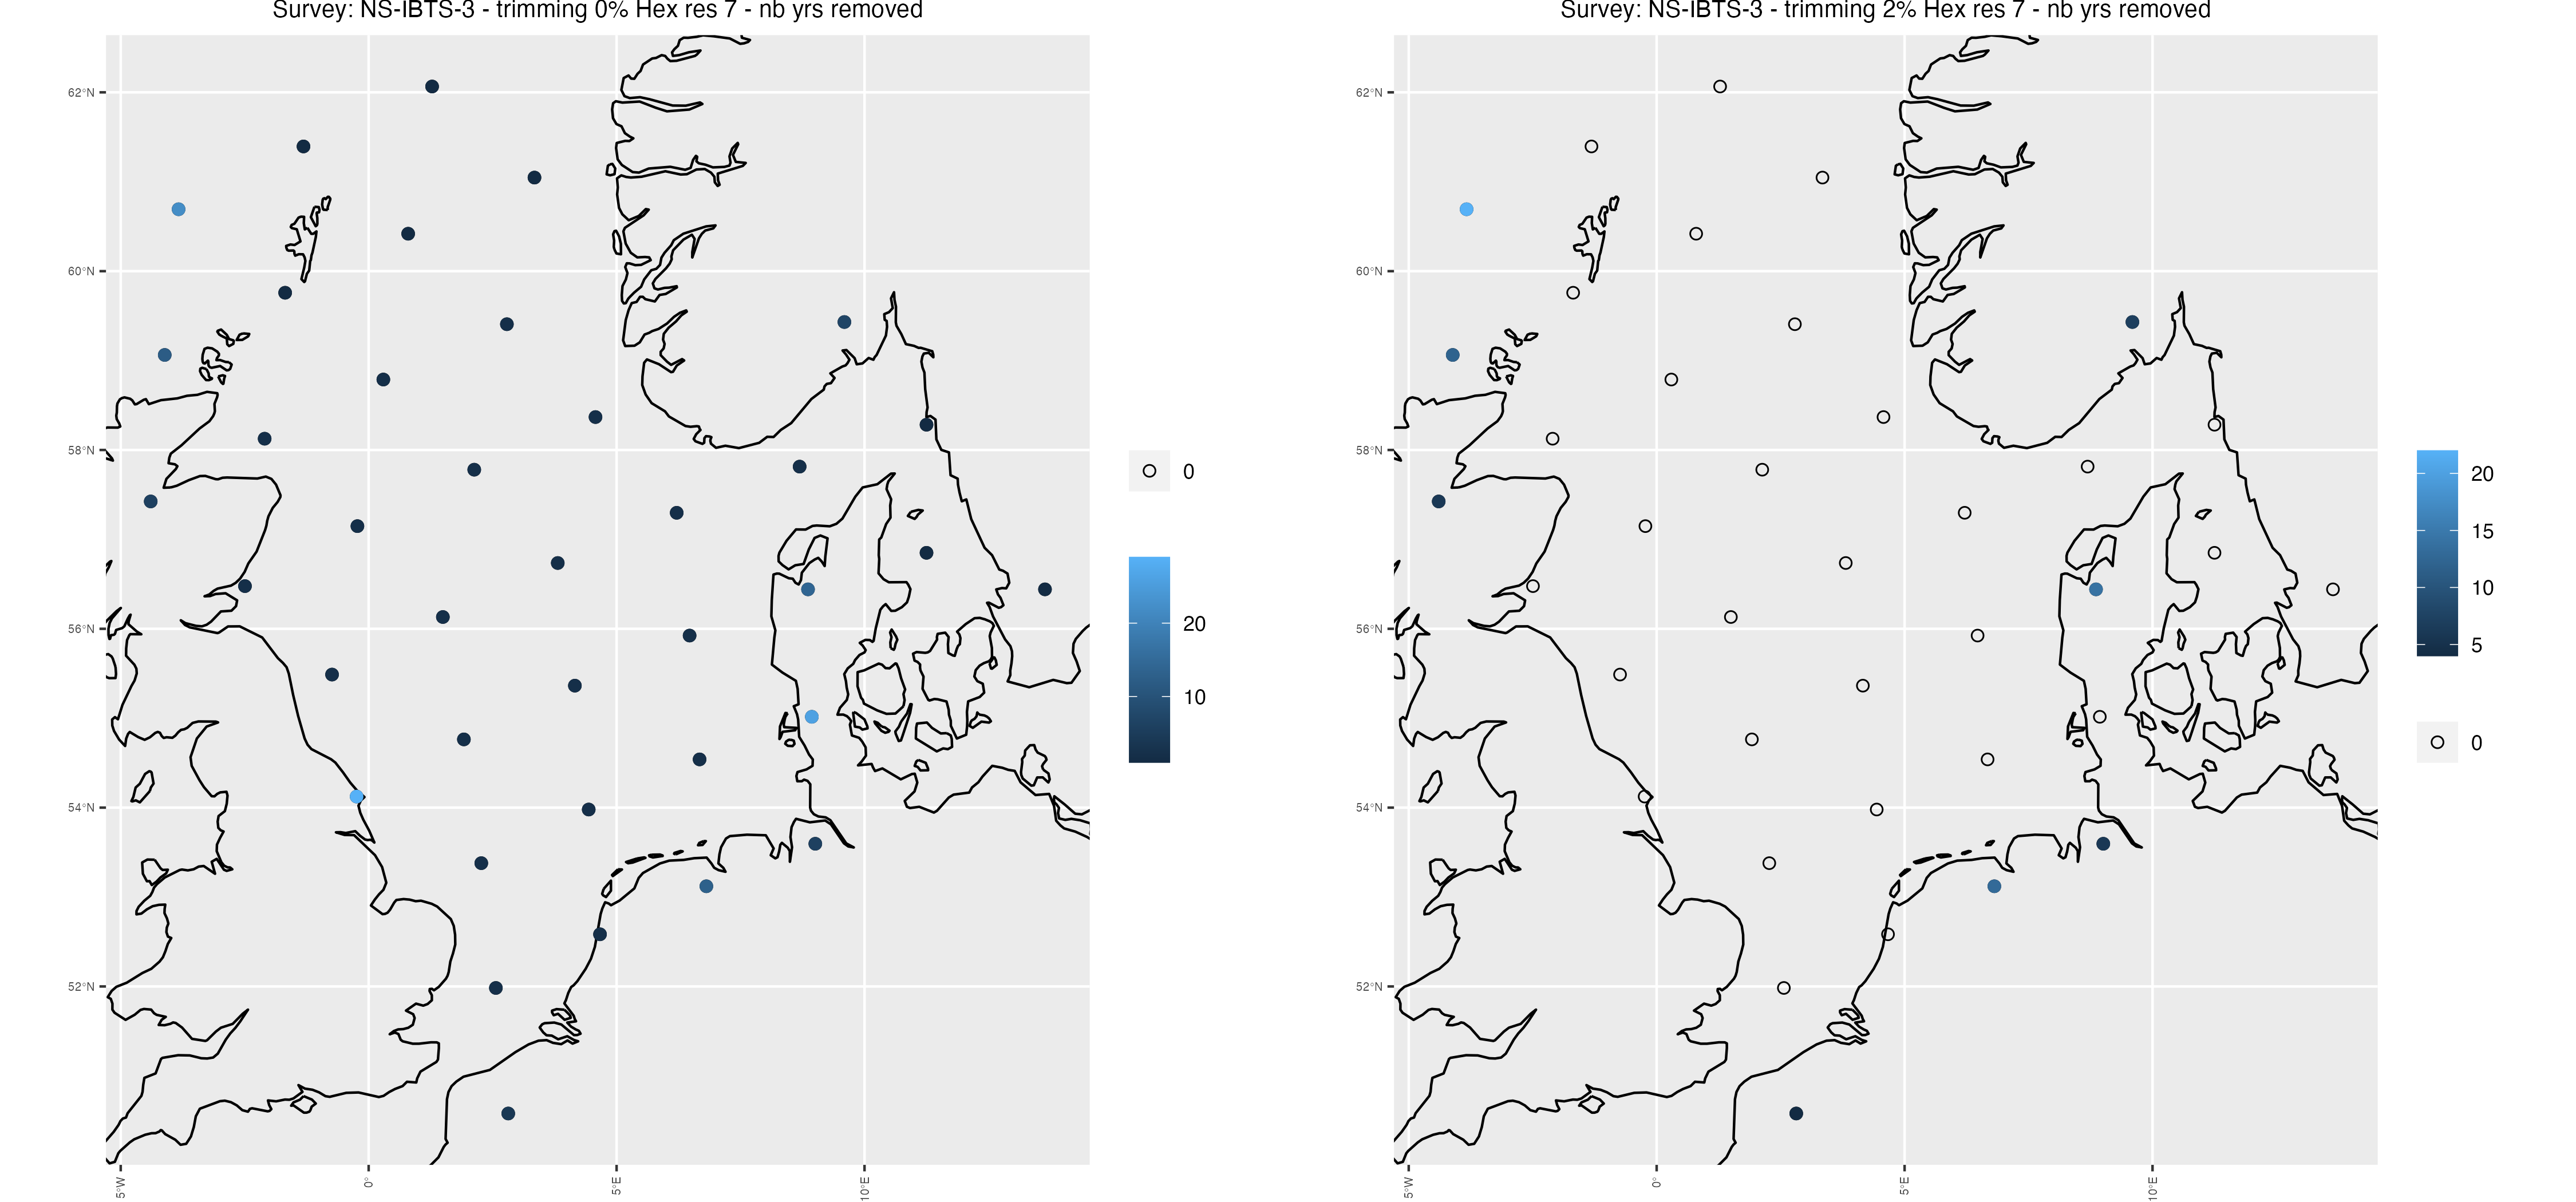 Survey: NS-IBTS-3 - trimming 0% Hex res 7 - nb yrs removed
62°N
60°N
58°N
56°N
54°N
52°N
5°W
0°
5°E
10°E
0
20
10
Survey: NS-IBTS-3 - trimming 2% Hex res 7 - nb yrs removed
62°N
60°N
58°N
56°N
54°N
52°N
5°W
0°
5°E
10°E
20
15
10
5
0